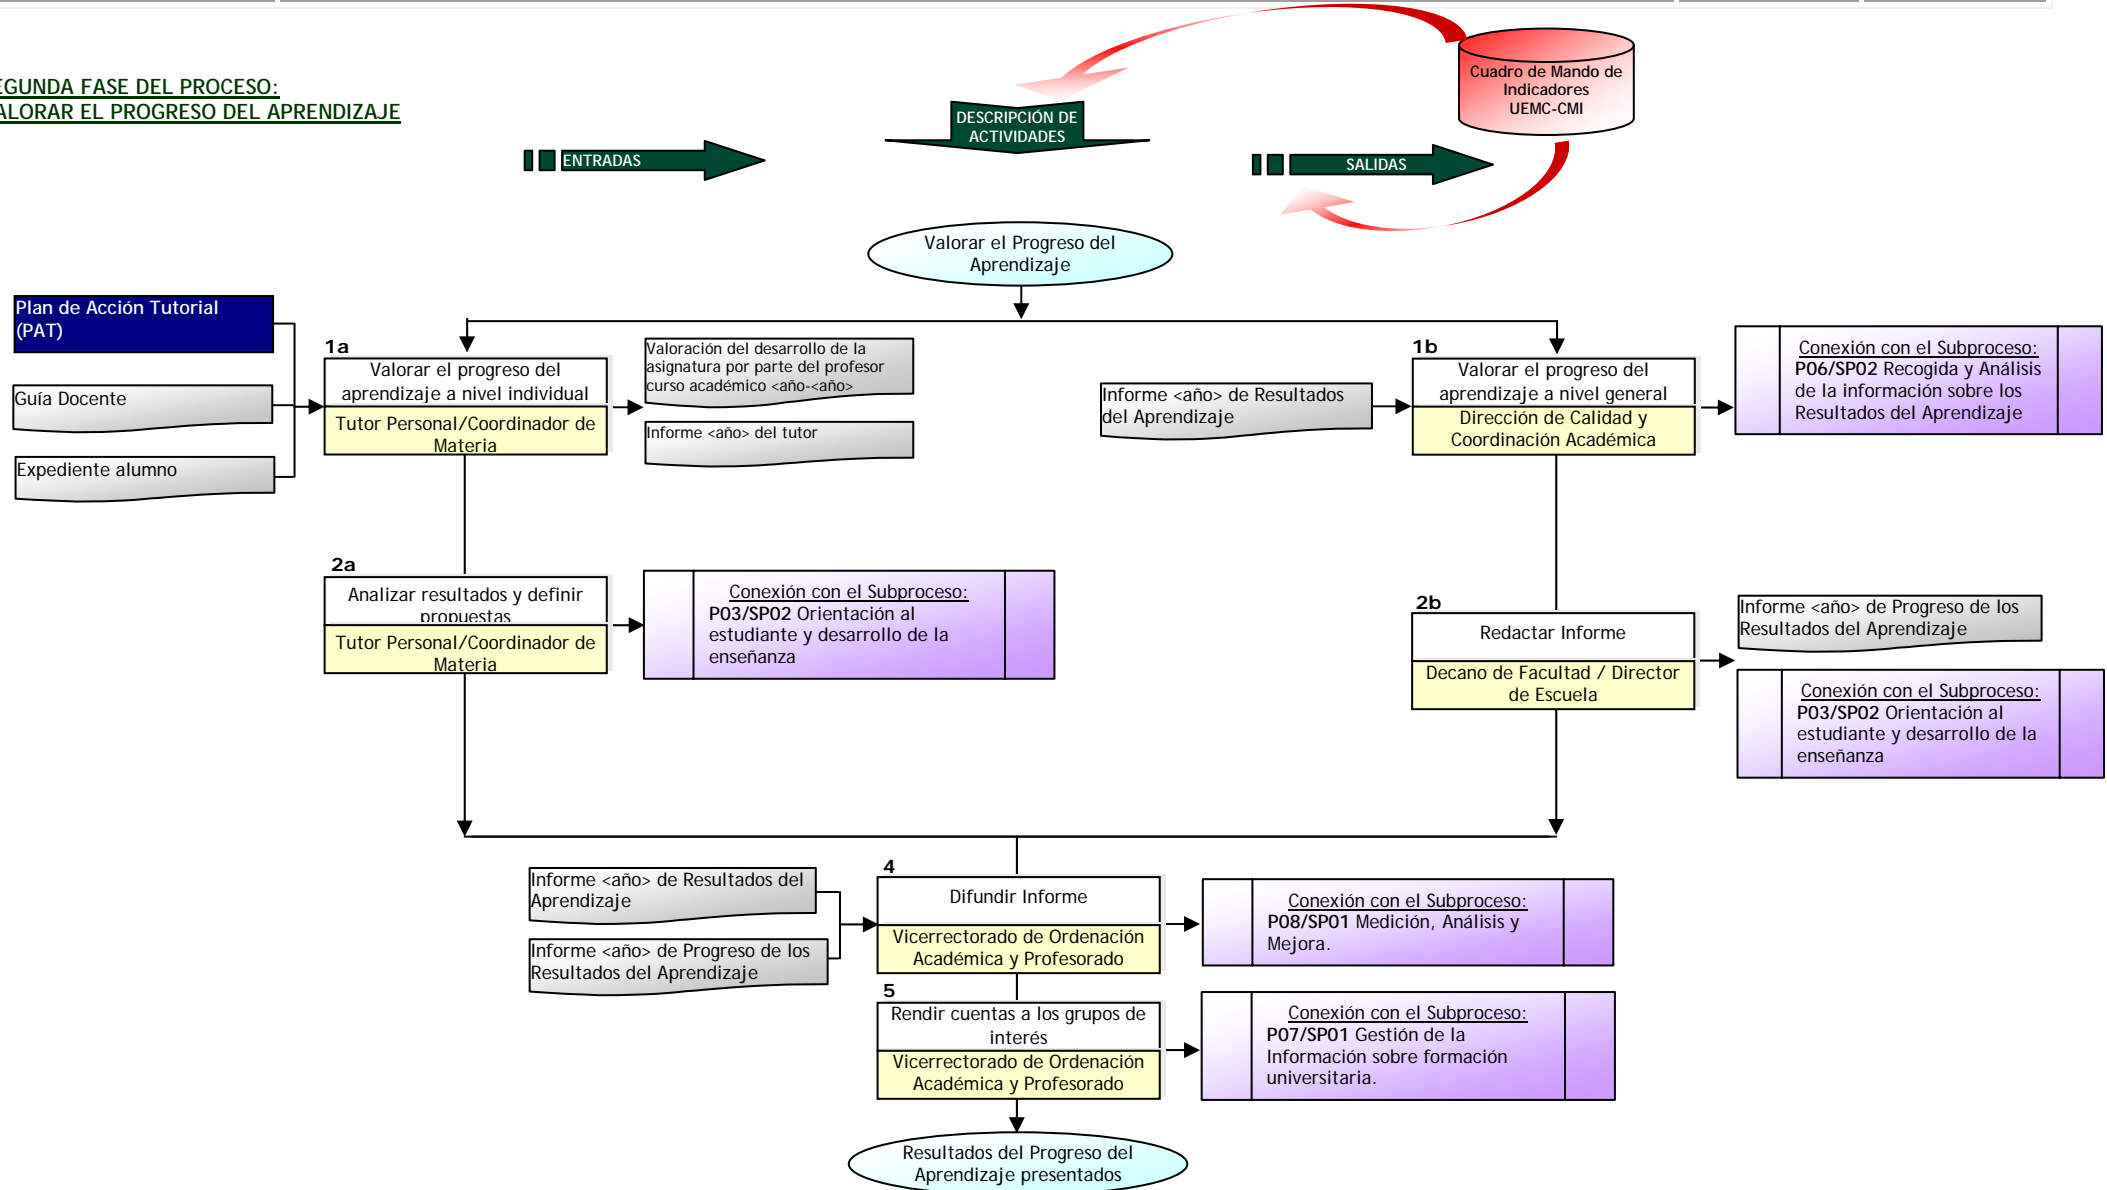 EGUNDA FASE DEL PROCESO:
ALORAR EL PROGRESO DEL APRENDIZAJE
ENTRADAS
DESCRIPCIÓN DE
ACTIVIDADES
SALIDAS
Cuadro de Mando de
Indicadores
UEMC-CMI
Valorar el Progreso del
Aprendizaje
Plan de Acción Tutorial
(PAT)
Guía Docente
Expediente alumno
1a
Valorar el progreso del
aprendizaje a nivel individual
Tutor Personal/Coordinador de
Materia
Valoración del desarrollo de la
asignatura por parte del profesor
curso académico <año-<año>
Informe <año> del tutor
Informe <año> de Resultados
del Aprendizaje
1b
Valorar el progreso del
aprendizaje a nivel general
Dirección de Calidad y
Coordinación Académica
Conexión con el Subproceso:
P06/SP02 Recogida y Análisis
de la información sobre los
Resultados del Aprendizaje
2a
Analizar resultados y definir
propuestas
Tutor Personal/Coordinador de
Materia
Conexión con el Subproceso:
P03/SP02 Orientación al
estudiante y desarrollo de la
enseñanza
2b
Redactar Informe
Decano de Facultad / Director
de Escuela
Informe <año> de Progreso de los
Resultados del Aprendizaje
Conexión con el Subproceso:
P03/SP02 Orientación al
estudiante y desarrollo de la
enseñanza
Informe <año> de Resultados del
Aprendizaje
Informe <año> de Progreso de los
Resultados del Aprendizaje
4
Difundir Informe
Vicerrectorado de Ordenación
Académica y Profesorado
Conexión con el Subproceso:
P08/SP01 Medición, Análisis y
Mejora.
5
Rendir cuentas a los grupos de
interés
Vicerrectorado de Ordenación
Académica y Profesorado
Conexión con el Subproceso:
P07/SP01 Gestión de la
Información sobre formación
universitaria.
Resultados del Progreso del
Aprendizaje presentados